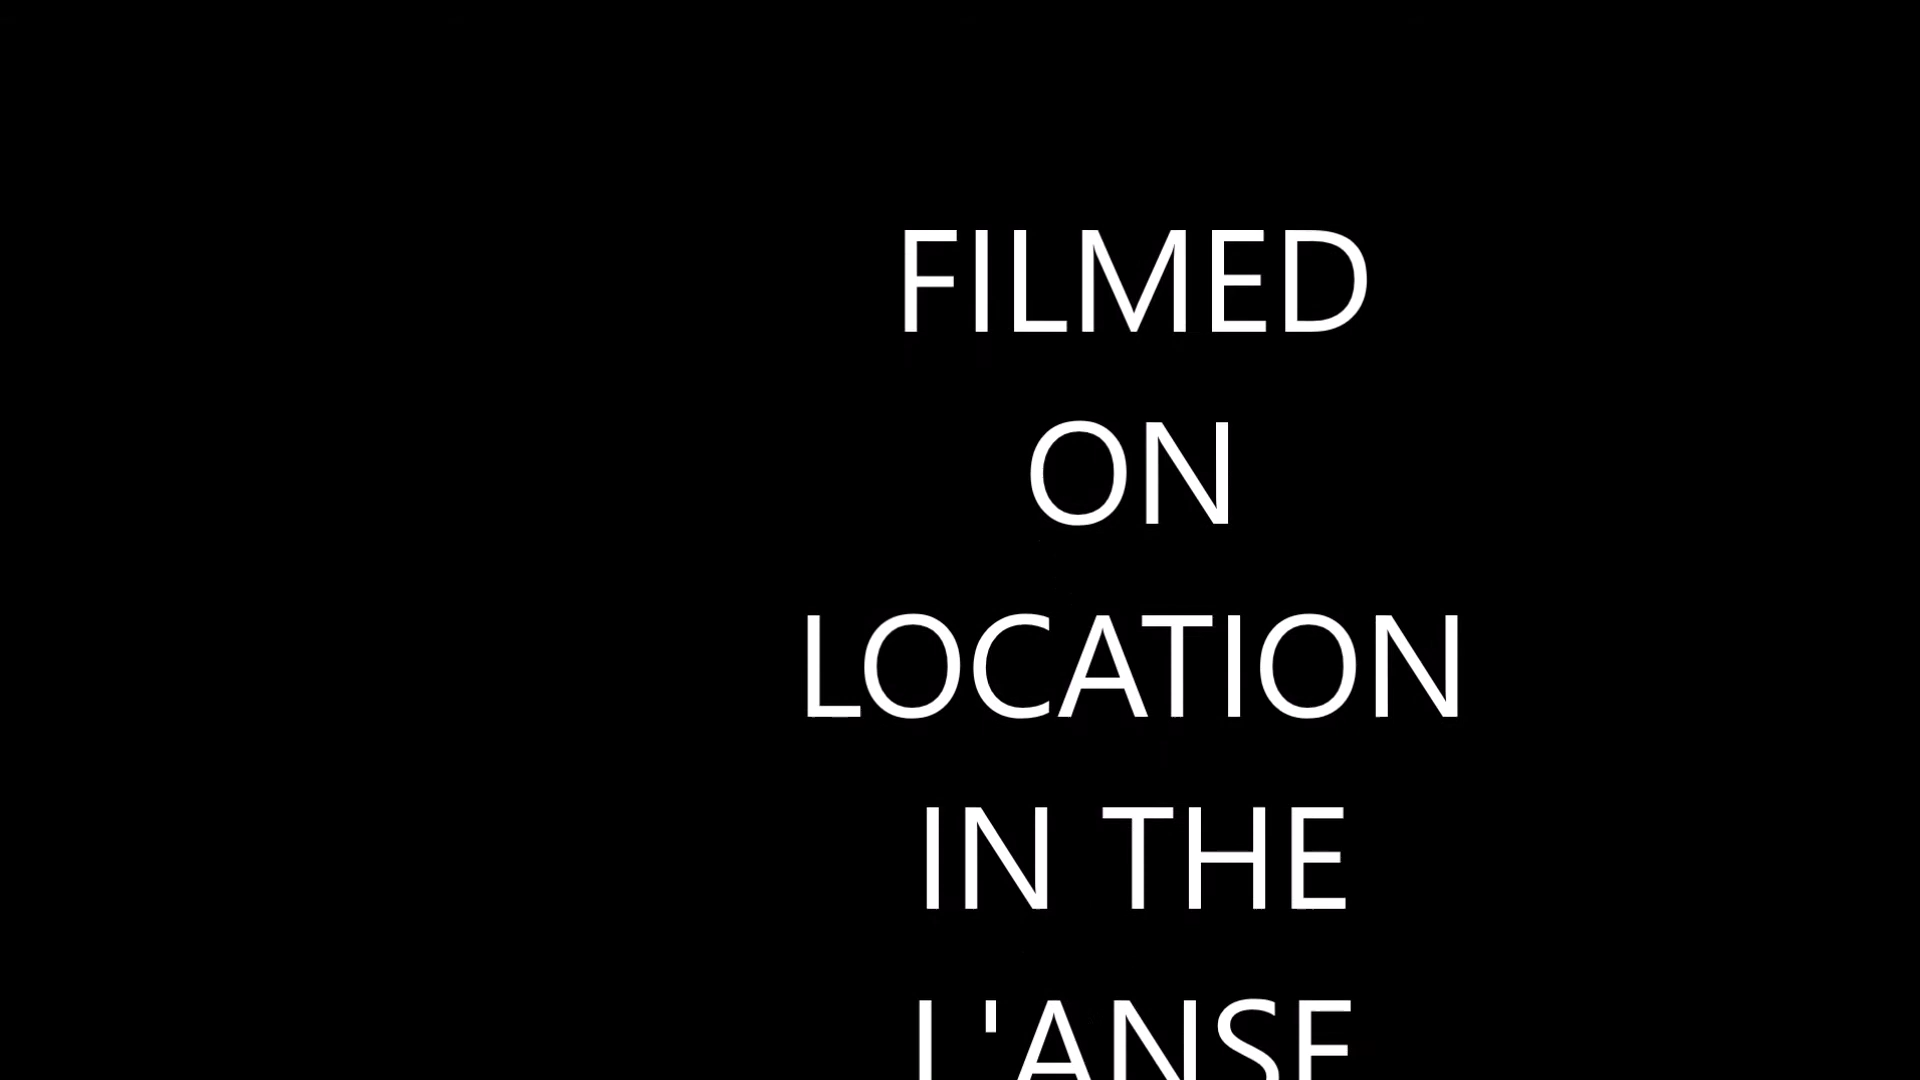 FILMED
ON
LOCATION
IN THE
L'ANSE